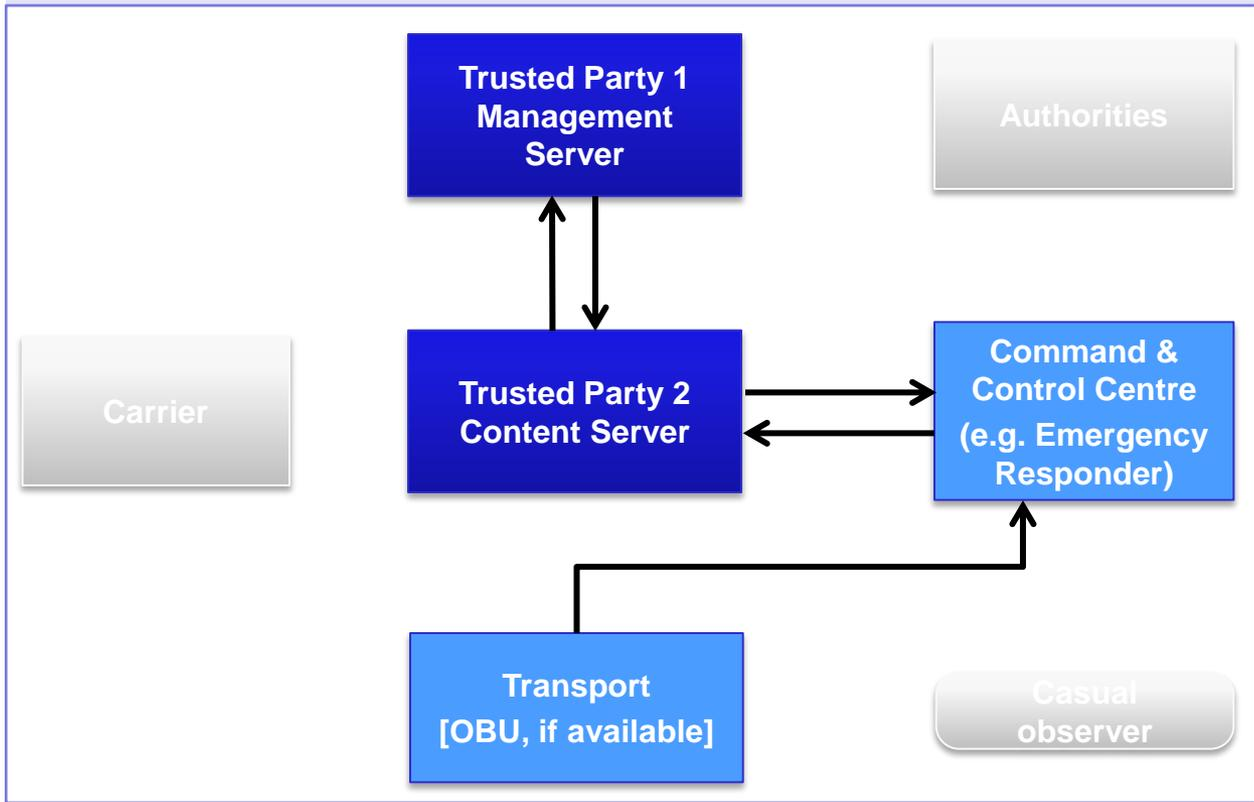 Trusted Party 1
Management
Server
Authorities
Carrier
Trusted Party 2
Content Server
Command &
Control Centre
(e.g. Emergency
Responder)
Transport
[OBU, if available]
Casual
observer